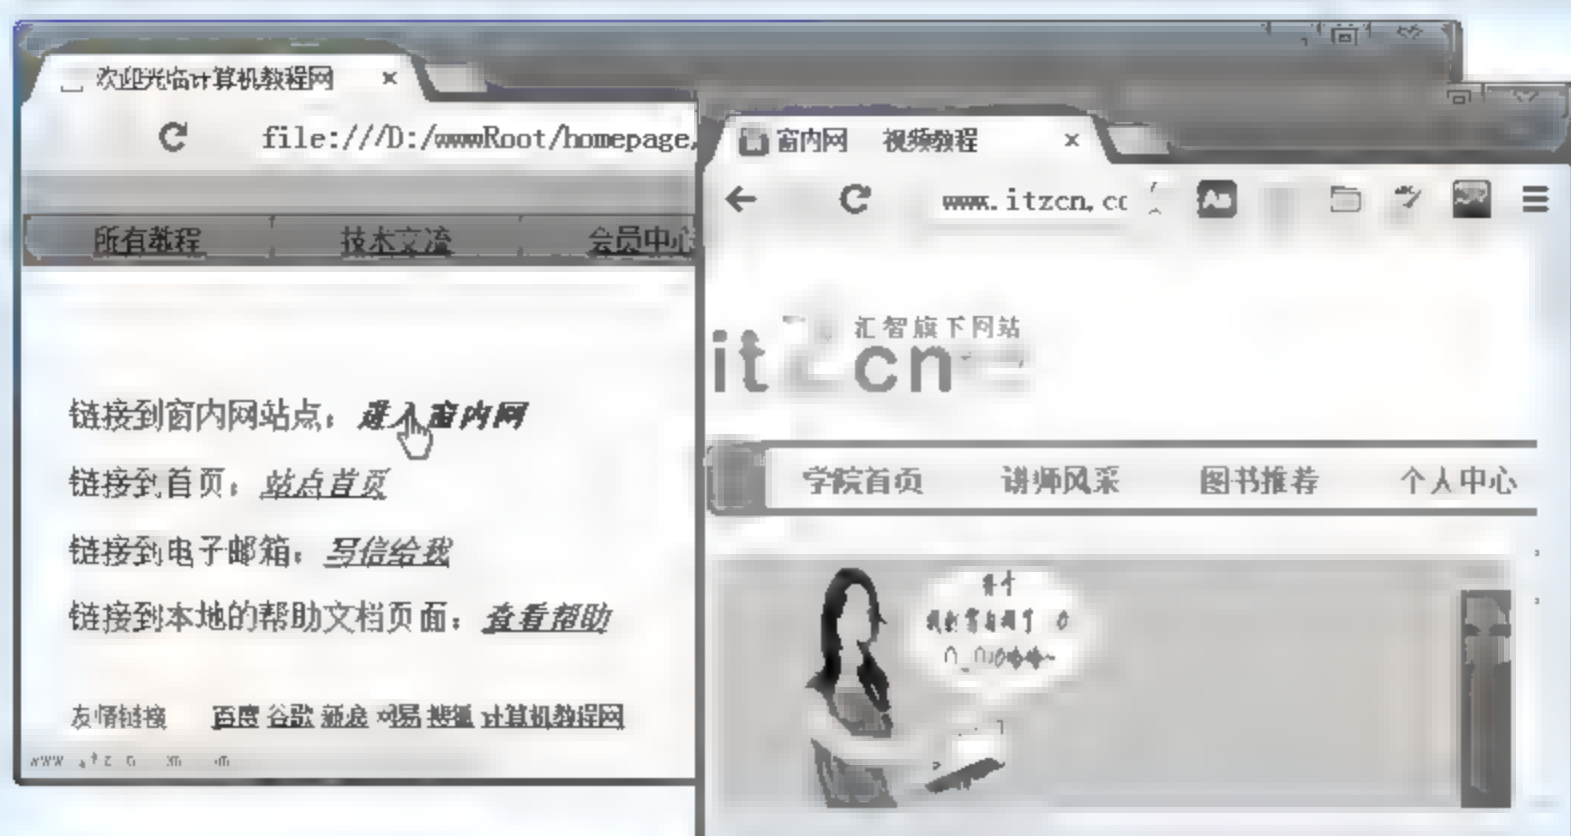 欢迎光临计算机教程网 ×
file:///D:/wwwRoot/homepage
所有教程 技术交流 会员中心
链接到窗内网站点：进入窗内网
链接到首页：站点首页
链接到电子邮箱：写信给我
链接到本地的帮助文档页面：查看帮助
友情链接 百度 谷歌 新浪 网易 搜狐 计算机教程网
窗内网 视频教程 ×
www.itzcn.cc
汇智旗下网站
it cn
学院首页 讲师风采 图书推荐 个人中心